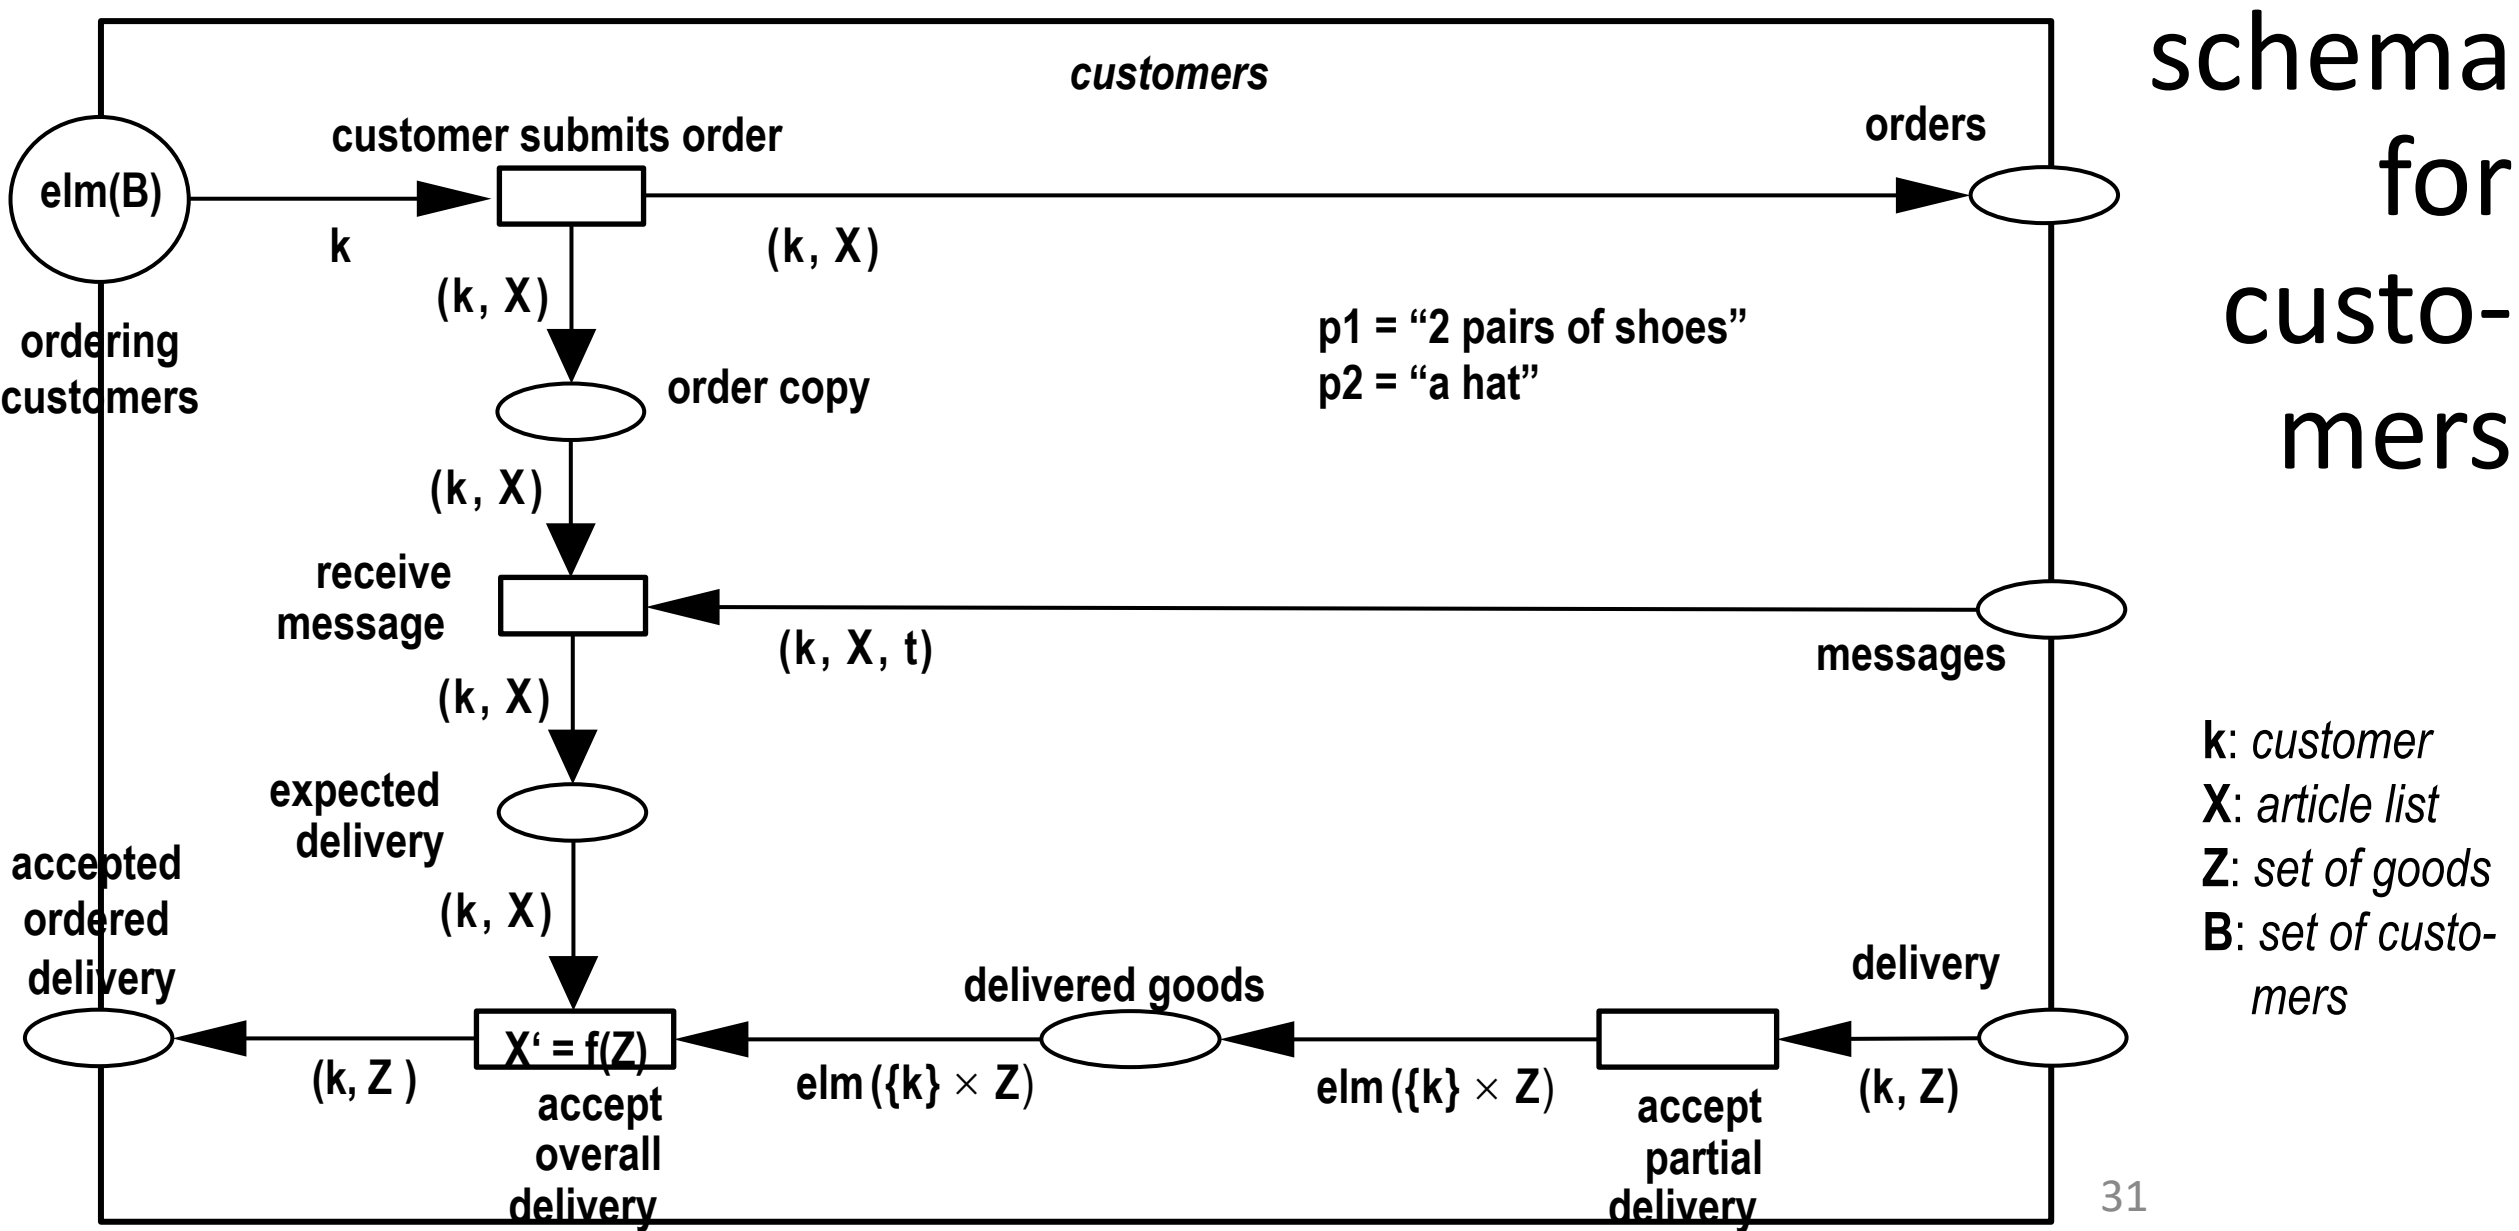 schema
for
custo-
mers
customers
customer submits order
orders
elm(B)
k
(k, X)
(k, X)
ordering
customers
p1 = “2 pairs of shoes”
p2 = “a hat”
order copy
(k, X)
receive
message
(k, X, t)
messages
(k, X)
k: customer
X: article list
Z: set of goods
B: set of custo-
mers
expected
delivery
accepted
ordered
delivery
(k, X)
delivered goods
delivery
X‘ = f(Z)
(k, Z )
elm ({k} × Z)
elm ({k} × Z)
(k, Z)
accept
overall
delivery
accept
partial
delivery
31